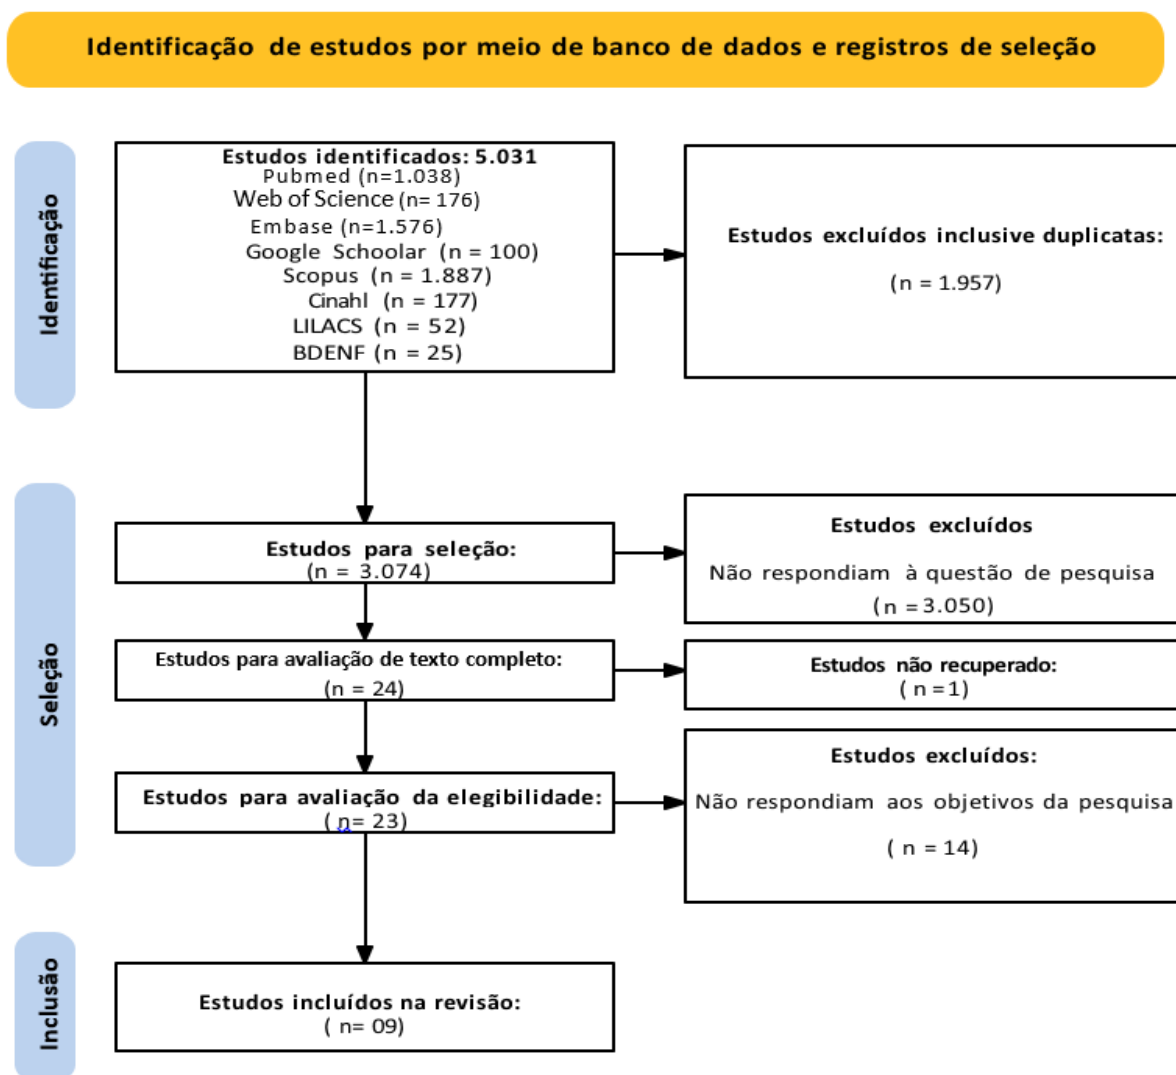 Identificação de estudos por meio de banco de dados e registros de seleção
Identificação
Estudos identificados: 5.031
Pubmed (n=1.038)
Web of Science (n= 176)
Embase (n=1.576)
Google Schoolar (n = 100)
Scopus (n = 1.887)
Cinahl (n = 177)
LILACS (n = 52)
BDENF (n = 25)
Estudos excluídos inclusive duplicatas:
(n = 1.957)
Seleção
Estudos para seleção:
(n = 3.074)
Estudos excluídos
Não respondiam à questão de pesquisa
(n = 3.050)
Estudos para avaliação de texto completo:
(n = 24)
Estudos não recuperado:
( n =1)
Estudos para avaliação da elegibilidade:
( n= 23)
Estudos excluídos:
Não respondiam aos objetivos da pesquisa
( n = 14)
Inclusão
Estudos incluídos na revisão:
( n= 09)